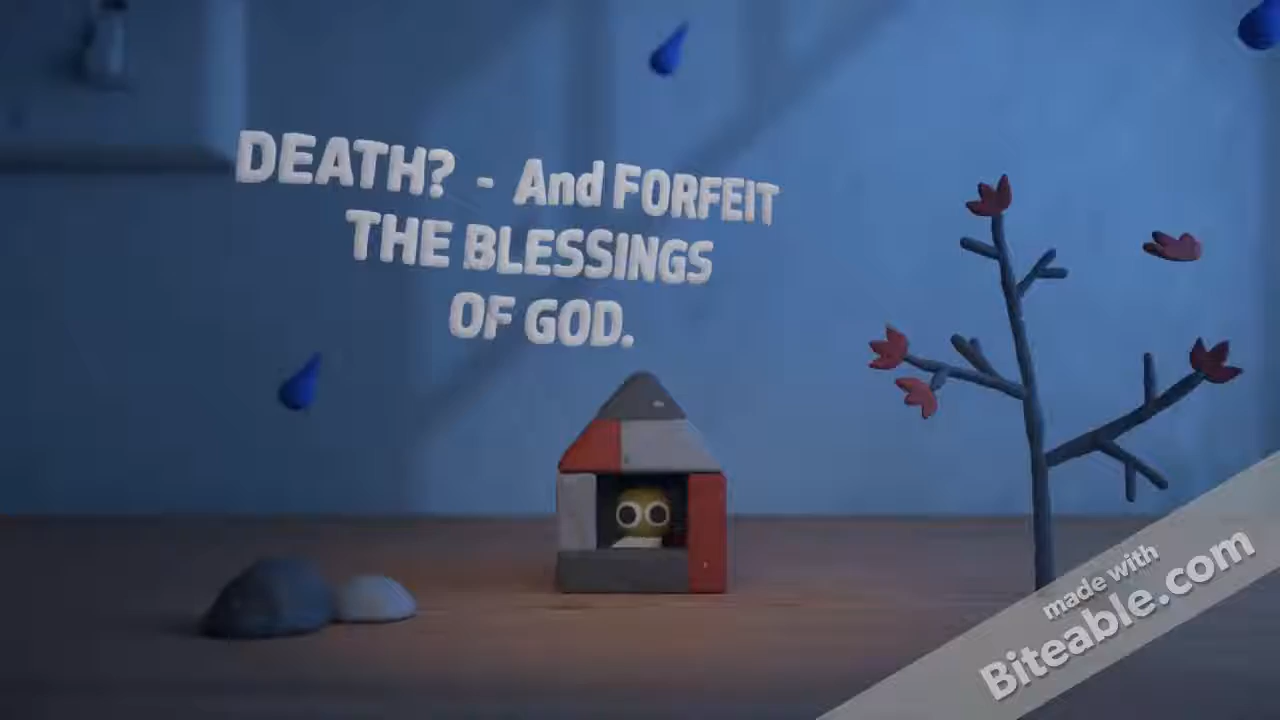 DEATH? - And FORFEIT
THE BLESSINGS
OF GOD.
made with
Biteable.com